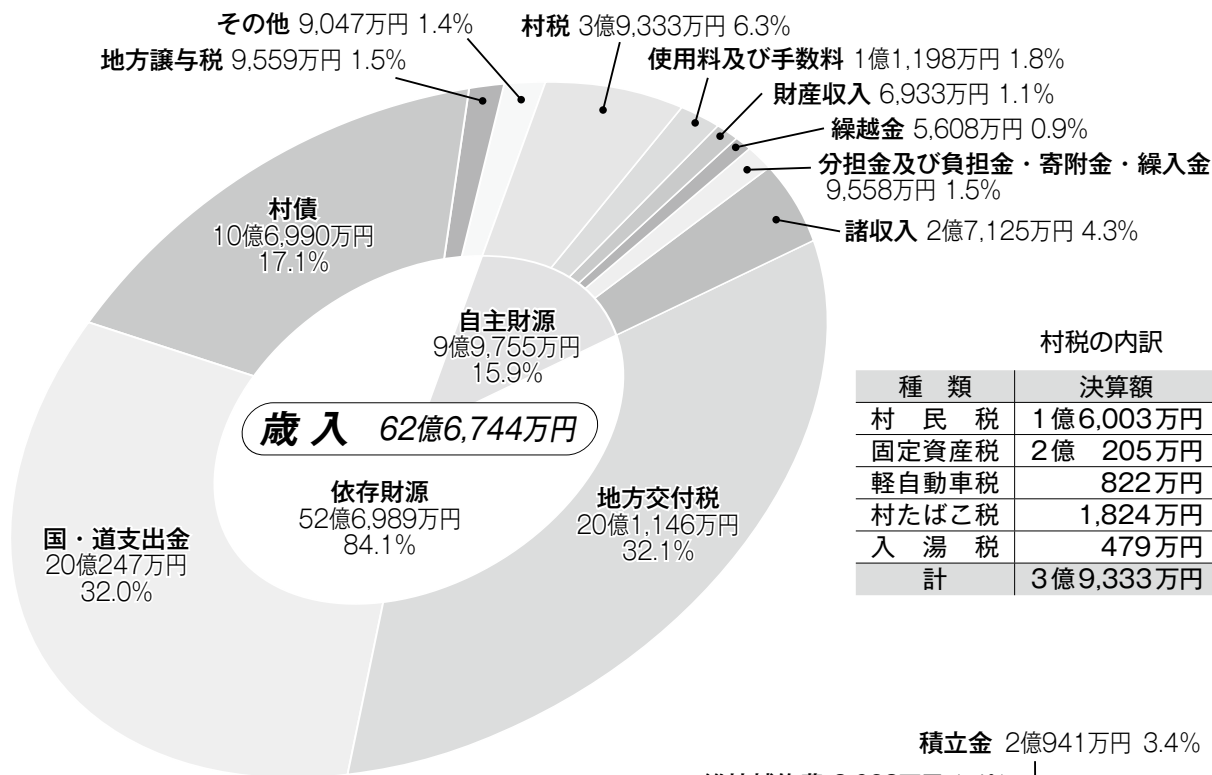 その他 9,047万円 1.4%
村税 3億9,333万円 6.3%
地方譲与税 9,559万円 1.5%
使用料及び手数料 1億1,198万円 1.8%
財産収入 6,933万円 1.1%
繰越金 5,608万円 0.9%
分担金及び負担金・寄附金・繰入金
9,558万円 1.5%
諸収入 2億7,125万円 4.3%
村債
10億6,990万円
17.1%
自主財源
9億9,755万円
15.9%
歳入 62億6,744万円
依存財源
52億6,989万円
84.1%
地方交付税
20億1,146万円
32.1%
国・道支出金
20億247万円
32.0%
村税の内訳
種 類 決算額
村 民 税 1億6,003万円
固定資産税 2億 205万円
軽自動車税 822万円
村たばこ税 1,824万円
入 湯 税 479万円
計 3億9,333万円
積立金 2億941万円 3.4%